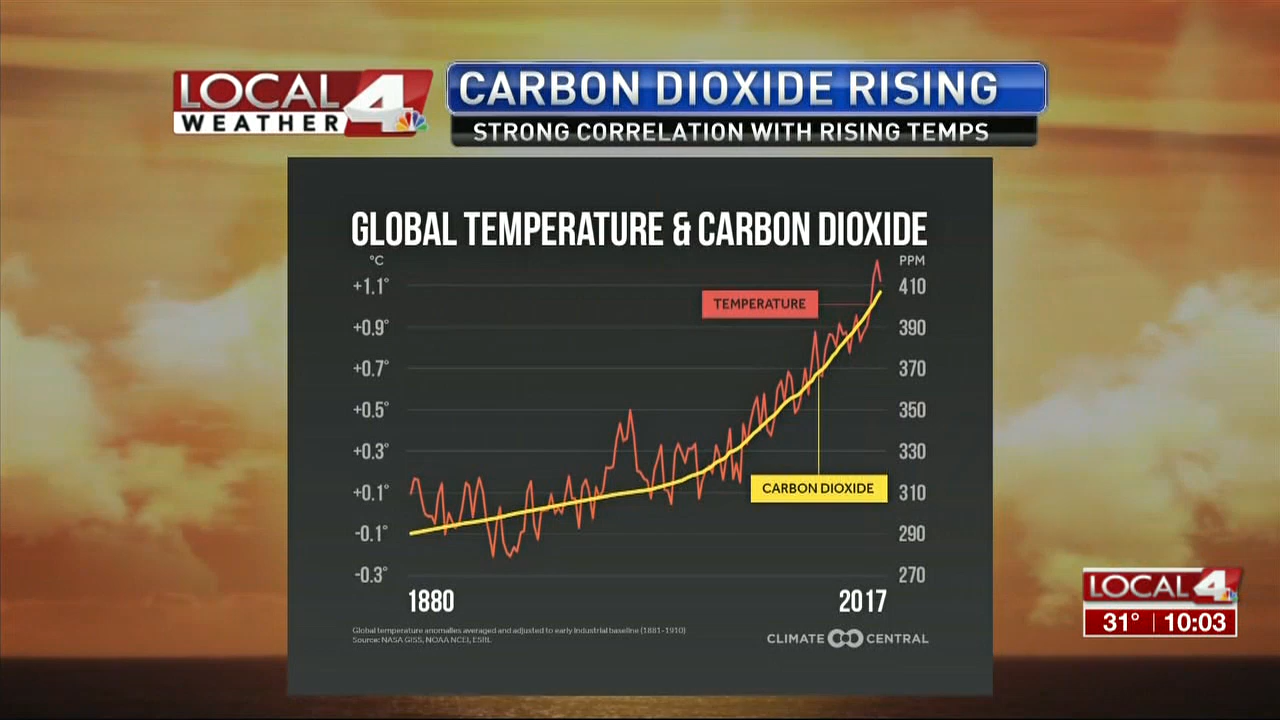 LOCAL 4
WEATHER
CARBON DIOXIDE RISING
STRONG CORRELATION WITH RISING TEMPS
GLOBAL TEMPERATURE & CARBON DIOXIDE
°C
PPM
+1.1° 410
+0.9° 390
+0.7° 370
+0.5° 350
+0.3° 330
+0.1° 310
-0.1° 290
-0.3° 270
TEMPERATURE
CARBON DIOXIDE
1880 2017
Global temperature anomalies averaged and adjusted to early industrial baseline (1881-1910)
Source: NASA GISS, NOAA NCEI, ESRL
CLIMATE CENTRAL
LOCAL 4
31° 10:03